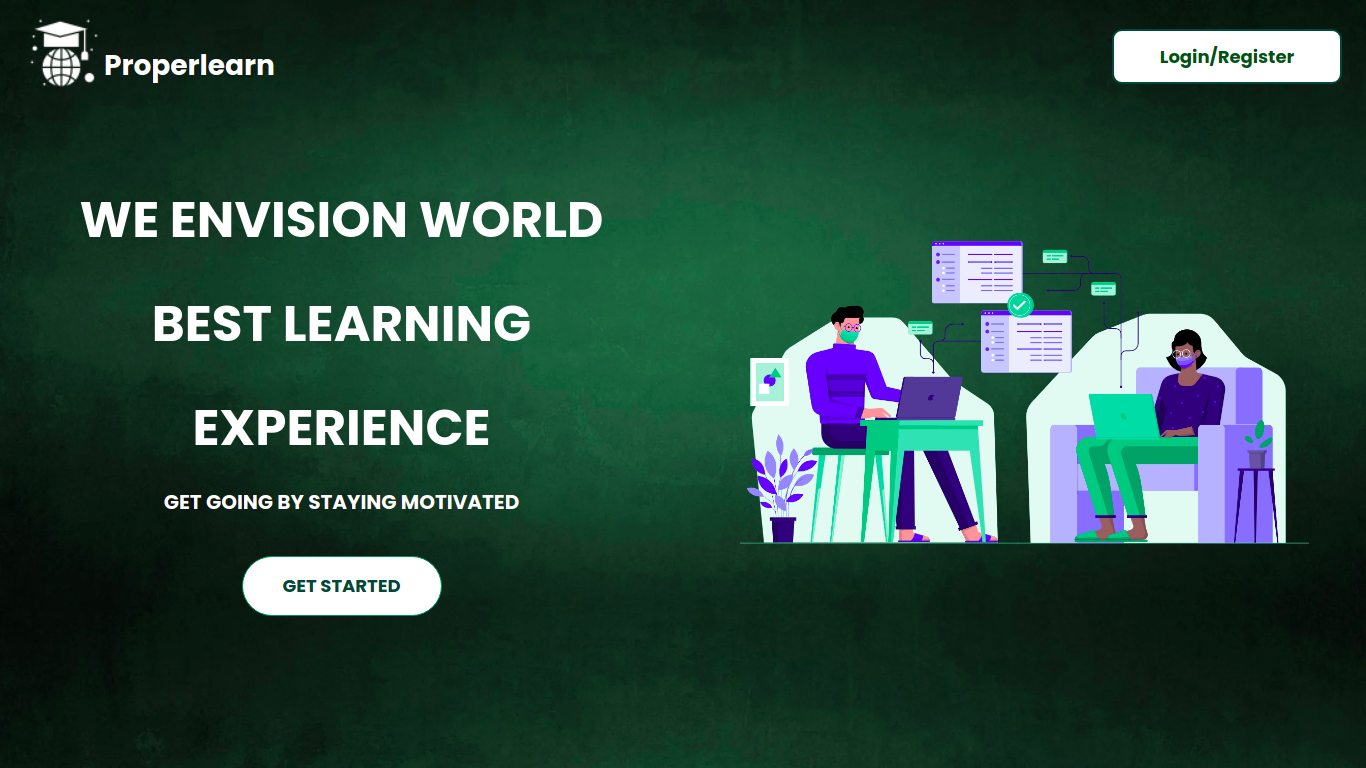 Properlearn
Login/Register
WE ENVISION WORLD
BEST LEARNING
EXPERIENCE
GET GOING BY STAYING MOTIVATED
GET STARTED